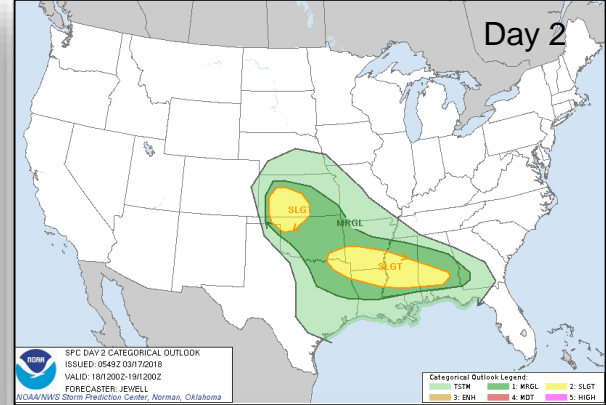 Day 2
SLGT
MRGL
SLGT
NOAA
SPC DAY 2 CATEGORICAL OUTLOOK
ISSUED: 0549Z 03/17/2018
VALID: 18/1200Z-19/1200Z
FORECASTER: JEWELL
NOAA/NWS Storm Prediction Center, Norman, Oklahoma
Categorical Outlook Legend:
TSTM 1: MRGL 2: SLGT
3: ENH 4: MDT 5: HIGH